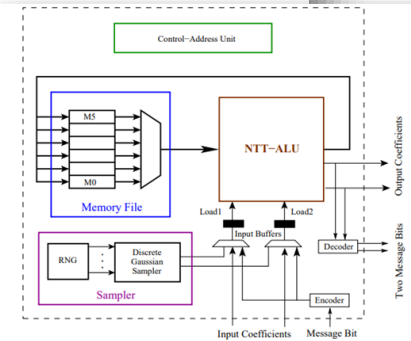 Control−Address Unit
M5
M0
Memory File
NTT−ALU
Load1
Load2
Input Buffers
RNG
Discrete
Gaussian
Sampler
Sampler
Decoder
Encoder
Input Coefficients
Message Bit
Output Coefficients
Two Message Bits